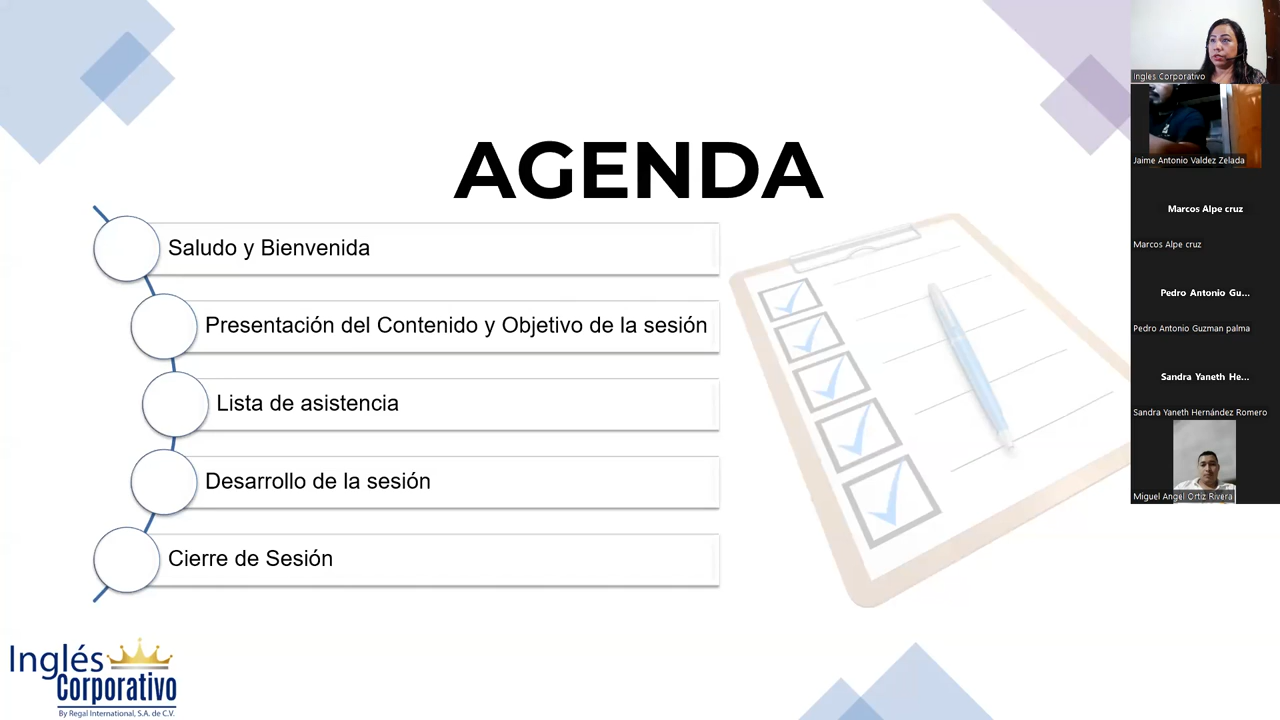 AGENDA
Saludo y Bienvenida
Presentación del Contenido y Objetivo de la sesión
Lista de asistencia
Desarrollo de la sesión
Cierre de Sesión
Inglés
Corporativo
By Regal International, S.A. de C.V.
Ingles Corporativo
Jaime Antonio Valdez Zelada
Marcos Alpe cruz
Marcos Alpe cruz
Pedro Antonio Gu...
Pedro Antonio Guzman palma
Sandra Yaneth He...
Sandra Yaneth Hernández Romero
Miguel Angel Ortiz Rivera